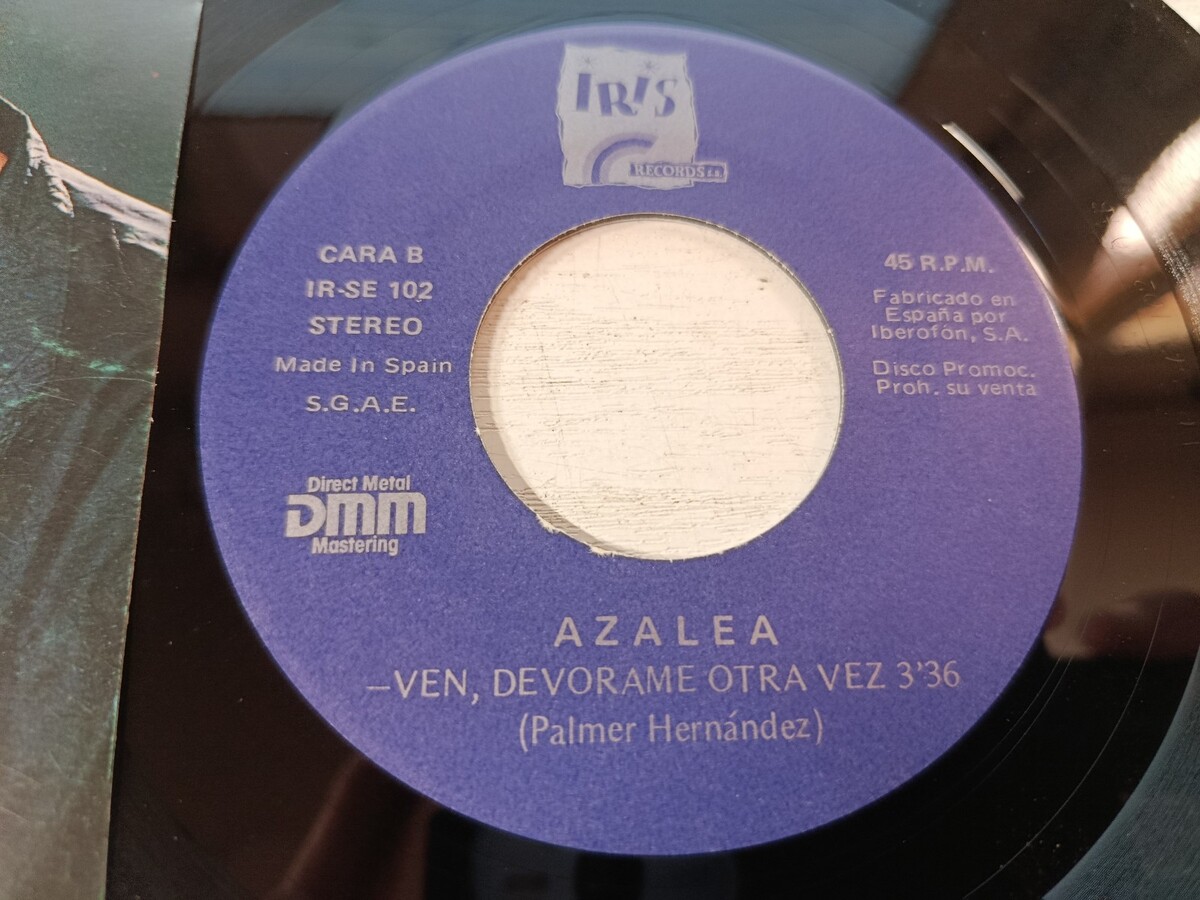 IRIS
RECORDS s.a.
CARA B
IR-SE 102
STEREO
Made In Spain
S.G.A.E.
45 R.P.M.
Fabricado en
España por
Iberofón, S.A.
Disco Promoc.
Proh. su venta
Direct Metal
DMM
Mastering
AZALEA
–VEN, DEVORAME OTRA VEZ 3'36
(Palmer Hernández)